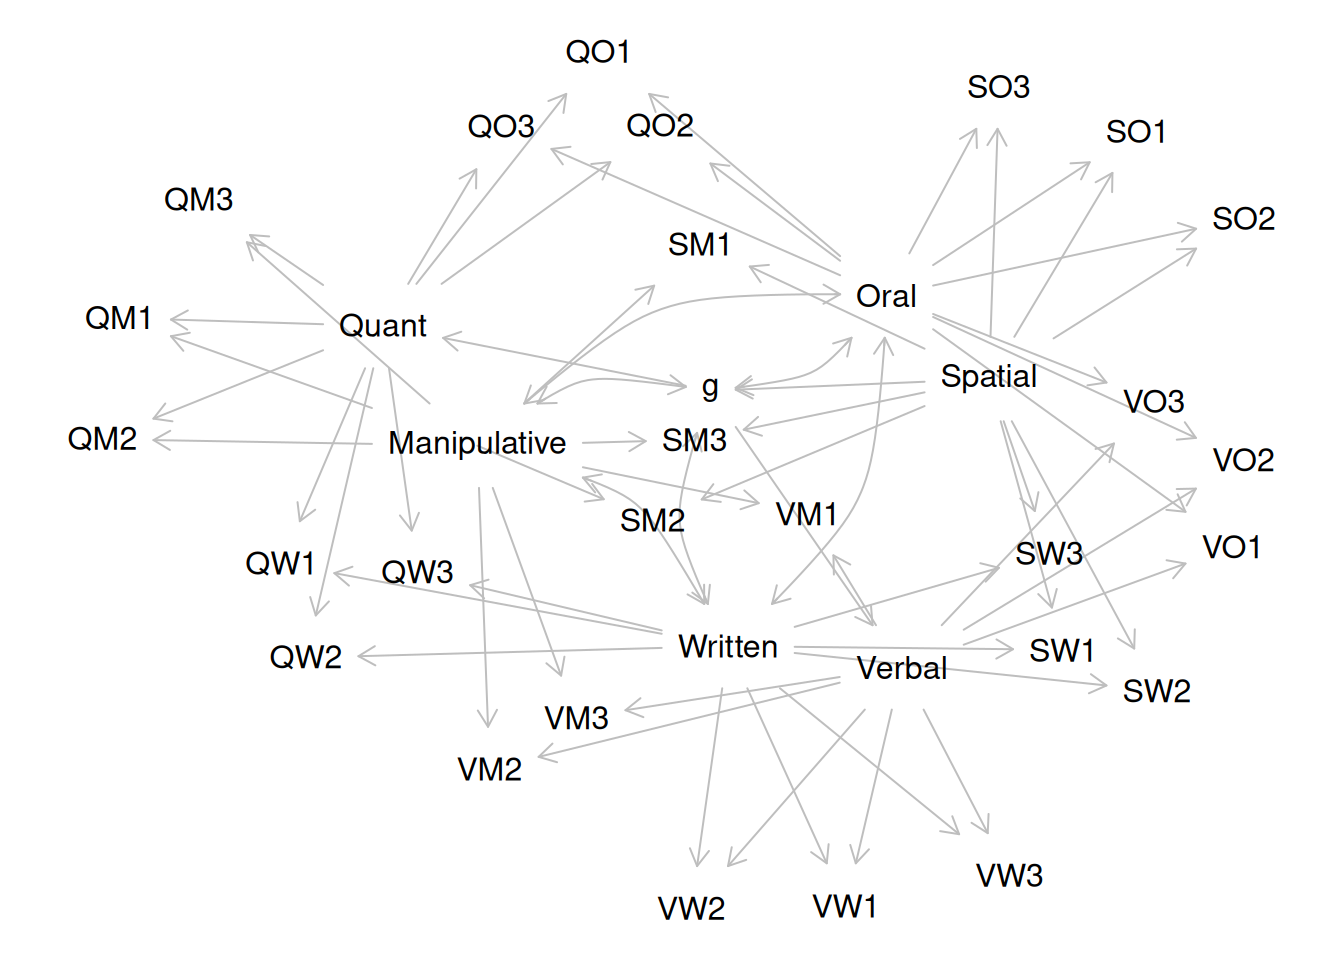 QO1
SO3
QO3
QO2
SO1
QM3
SO2
SM1
Oral
QM1
Quant
Spatial
g
VO3
QM2
Manipulative
SM3
VO2
SM2
VM1
VO1
SW3
QW1
QW3
Written
SW1
QW2
Verbal
SW2
VM3
VM2
VW3
VW2
VW1